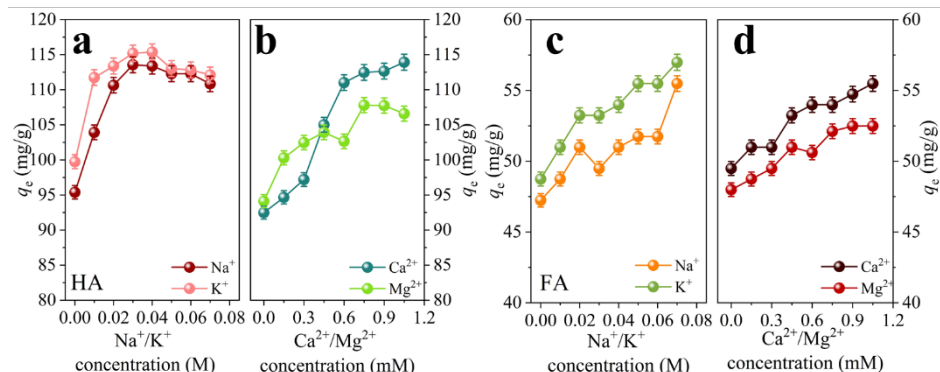 a
b
c
d
120
115
110
105
100
95
90
85
80
qe (mg/g)
HA
Na⁺
K⁺
0.00 0.02 0.04 0.06 0.08
Na⁺/K⁺
concentration (M)
Ca²⁺
Mg²⁺
0.0 0.3 0.6 0.9 1.2
Ca²⁺/Mg²⁺
concentration (mM)
120
115
110
105
100
95
90
85
80
qe (mg/g)
60
55
50
45
40
qe (mg/g)
FA
Na⁺
K⁺
0.00 0.02 0.04 0.06 0.08
Na⁺/K⁺
concentration (M)
Ca²⁺
Mg²⁺
0.0 0.3 0.6 0.9 1.2
Ca²⁺/Mg²⁺
concentration (mM)
60
55
50
45
40
qe (mg/g)